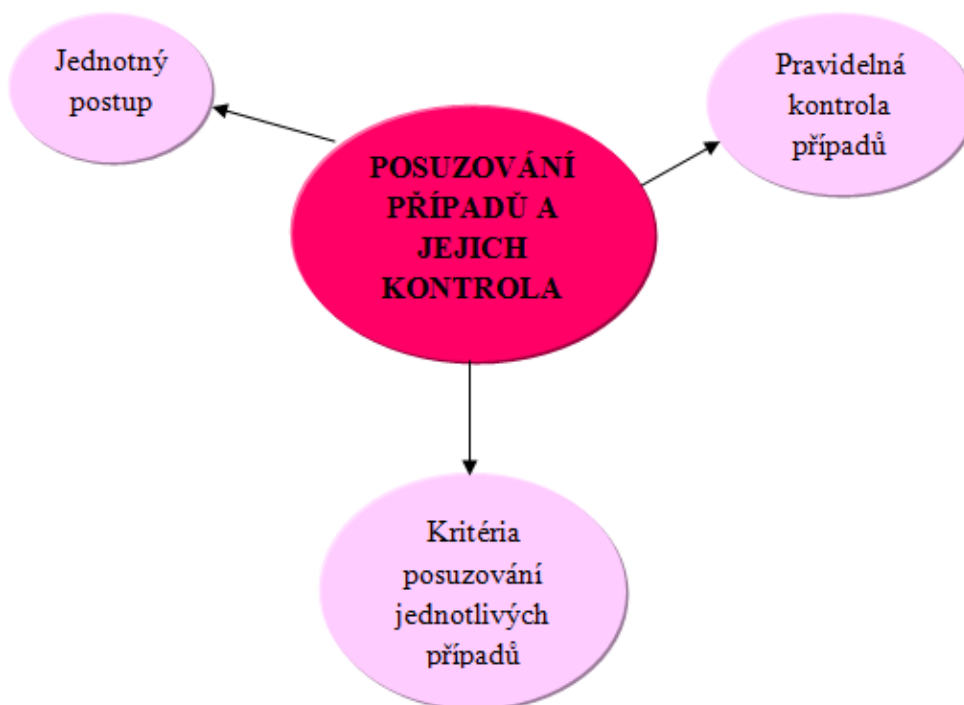 Jednotný
postup
Pravidelná
kontrola
případů
POSUZOVÁNÍ
PŘÍPADŮ A
JEJICH
KONTROLA
Kritéria
posuzování
jednotlivých
případů